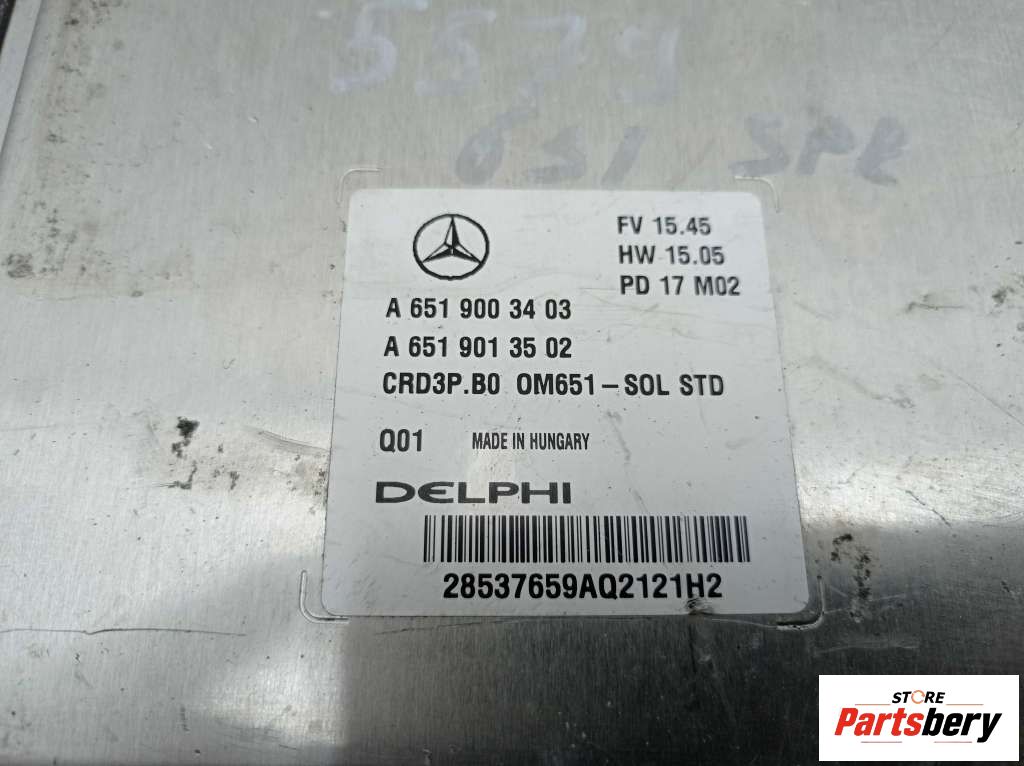 5579
651 SPR
FV 15.45
HW 15.05
PD 17 M02
A 651 900 34 03
A 651 901 35 02
CRD3P.B0 OM651-SOL STD
Q01 MADE IN HUNGARY
DELPHI
28537659AQ2121H2
STORE
Partsbery